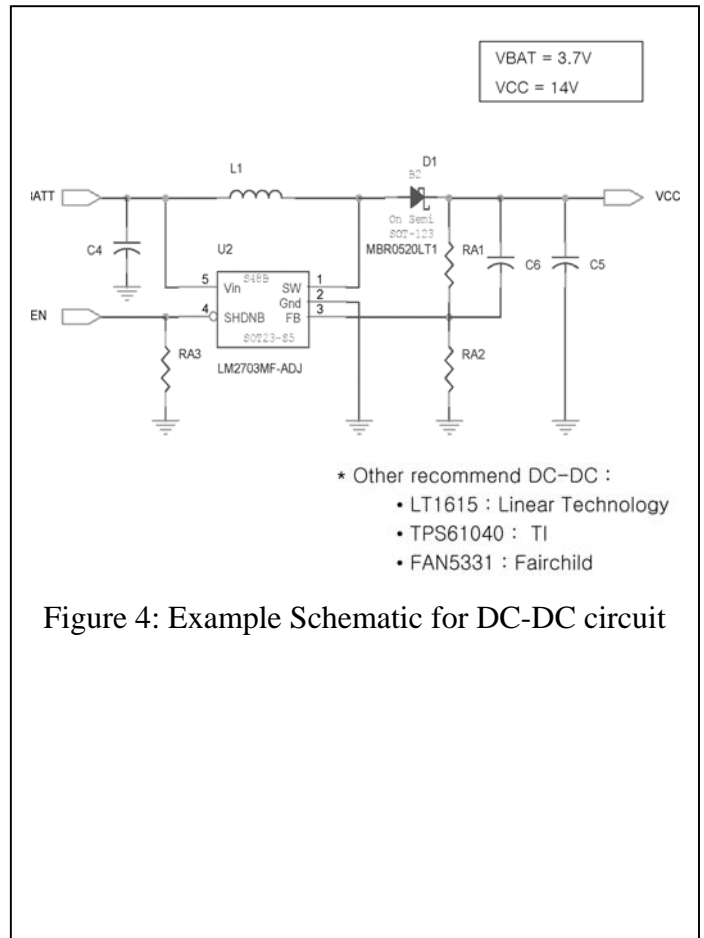 VBAT = 3.7V
VCC = 14V
L1
D1
B2
VCC
On Semi
SOT-123
MBR0520LT1
C4
U2
RA1
C6
C5
S48B
5
Vin
SW
1
Gnd
2
EN
4
SHDNB
FB
3
SOT23-S5
RA3
LM2703MF-ADJ
RA2
* Other recommend DC-DC :
• LT1615 : Linear Technology
• TPS61040 : TI
• FAN5331 : Fairchild
Figure 4: Example Schematic for DC-DC circuit